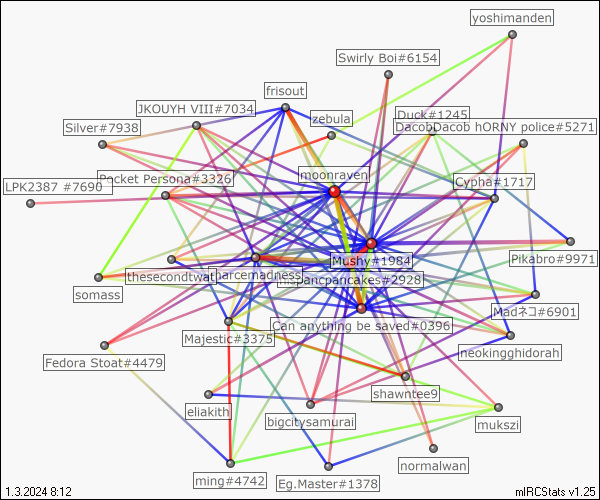 yoshimanden
Swirly Boi#6154
frisout
JKOUYH VIII#7034
zebula
Duck#1245
Silver#7938
DacobDacob hORNY police#5271
moonraven
LPK2387 #7690
Pocket Persona#3326
Cypha#1717
Mushy#1984
Pikabro#9971
somass
thesecondtwat
harcemadness
#2928
Can anything be saved#0396
Madネコ#6901
Majestic#3375
neokingghidorah
Fedora Stoat#4479
shawntee9
eliakith
bigcitysamurai
mukszi
normalwan
ming#4742
Eg.Master#1378
1.3.2024 8:12
mIRCStats v1.25